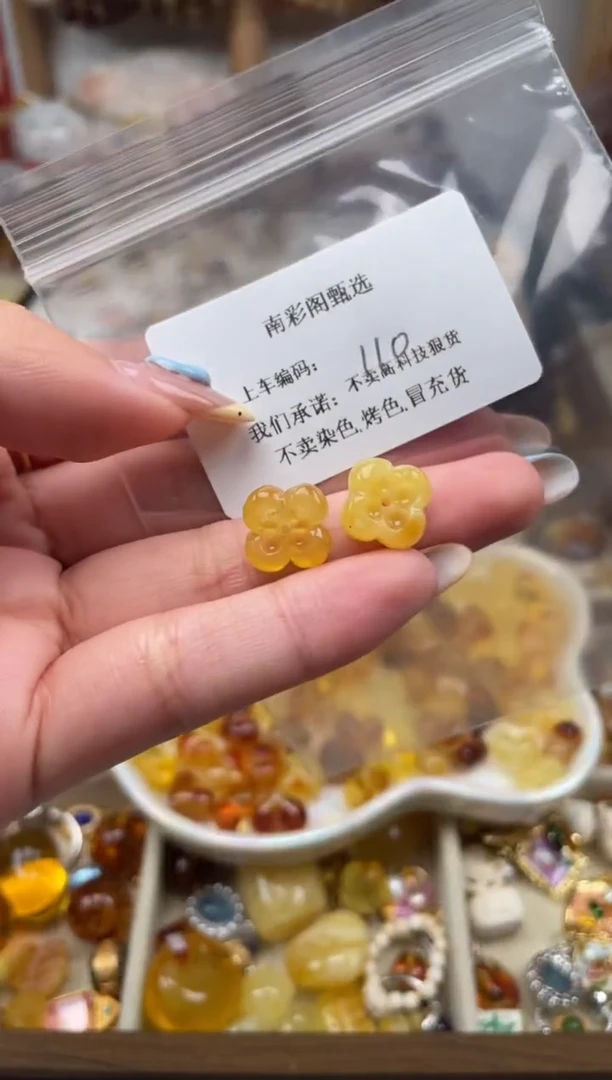 南彩阁甄选
上车编码： 110
我们承诺：不卖高科技狠货
不卖染色,烤色,冒充货